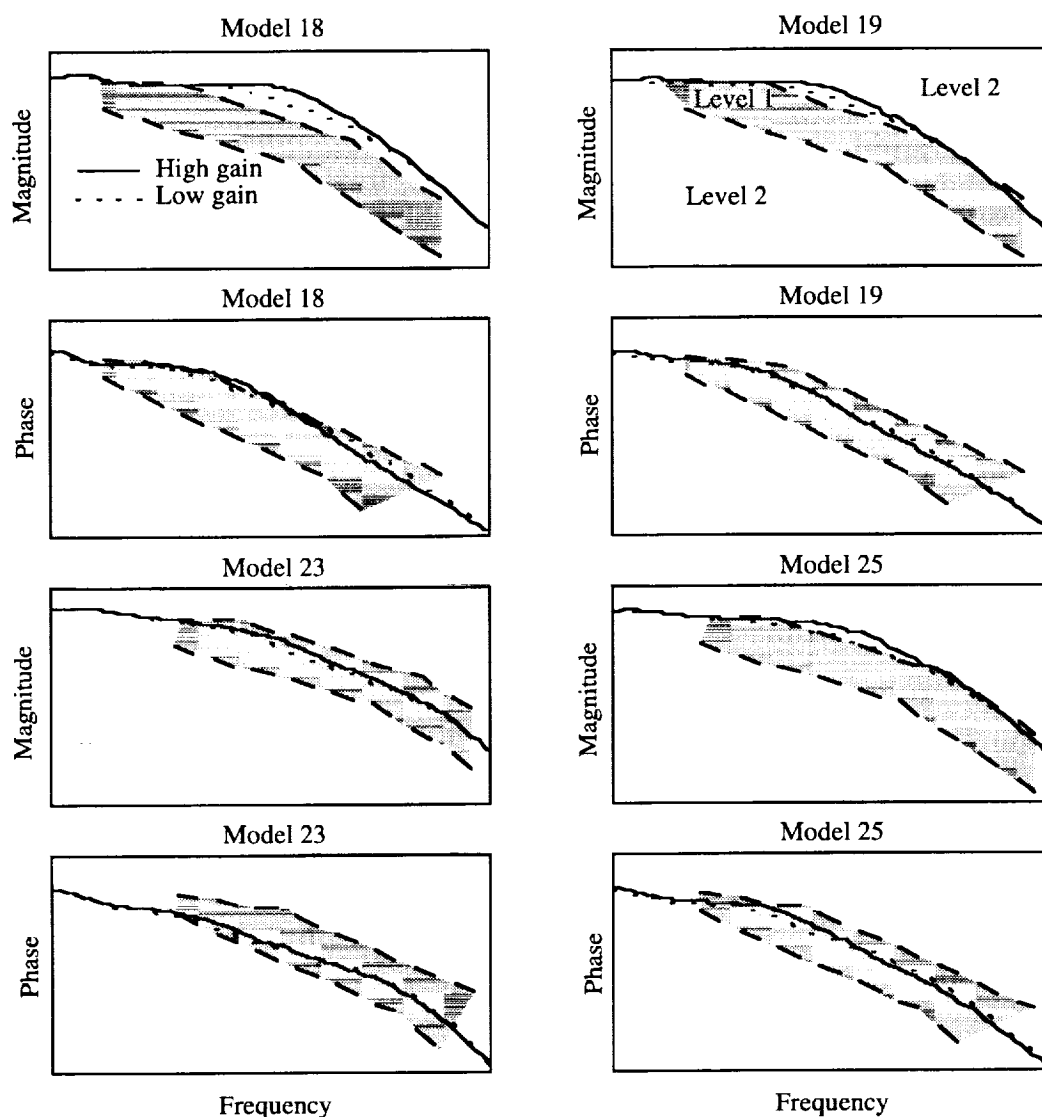 Model 18
Model 19
Magnitude
High gain
Low gain
Magnitude
Level 1
Level 2
Level 2
Model 18
Model 19
Phase
Phase
Model 23
Model 25
Magnitude
Magnitude
Model 23
Model 25
Phase
Phase
Frequency
Frequency